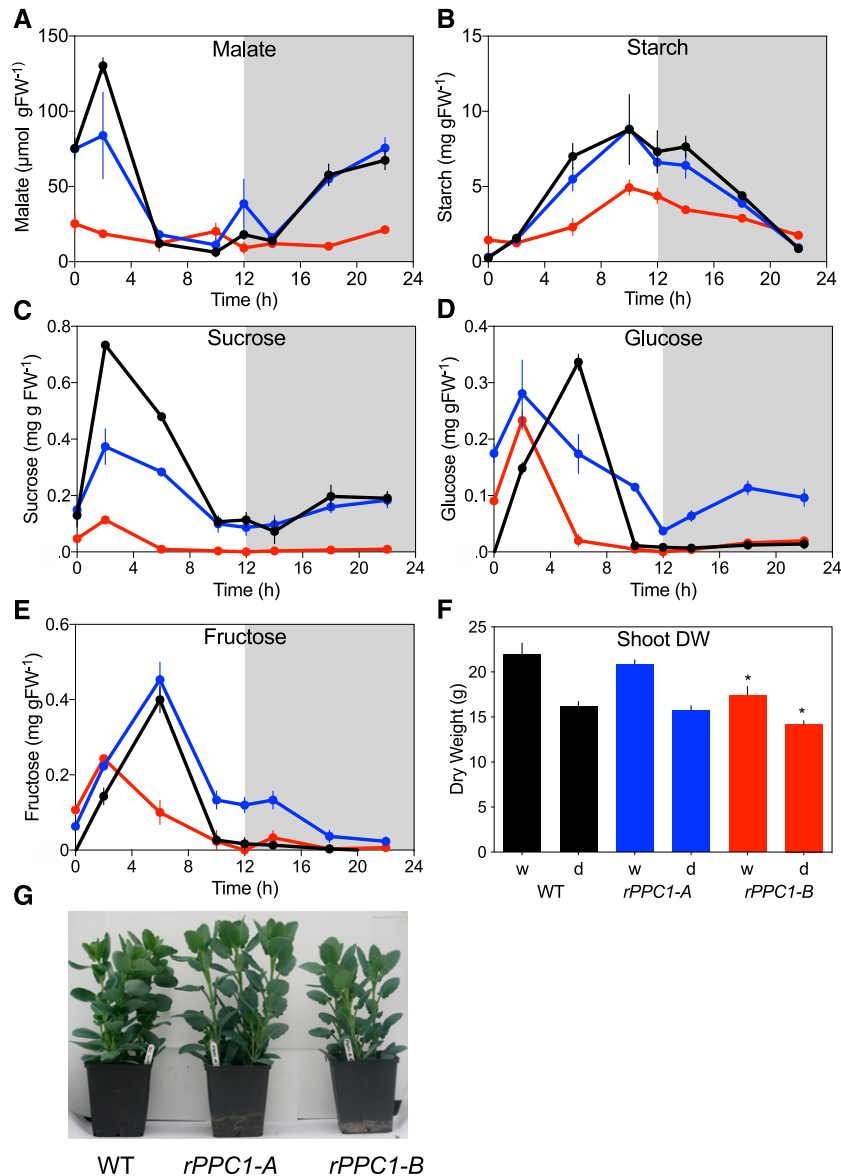 A
Malate
Malate (μmol gFW⁻¹)
150
100
50
0
0 4 8 12 16 20 24
Time (h)
B
Starch
Starch (mg gFW⁻¹)
15
10
5
0
0 4 8 12 16 20 24
Time (h)
C
Sucrose
Sucrose (mg g FW⁻¹)
0.8
0.6
0.4
0.2
.0
0 4 8 12 16 20 24
Time (h)
D
Glucose
Glucose (mg gFW⁻¹)
0.4
0.3
0.2
0.1
.0
0 4 8 12 16 20 24
Time (h)
E
Fructose
Fructose (mg gFW⁻¹)
0.6
0.4
0.2
0
0 4 8 12 16 20 24
Time (h)
F
Shoot DW
Dry Weight (g)
25
20
15
10
5
0
* *
w d w d w d
WT rPPC1-A rPPC1-B
G
WT rPPC1-A rPPC1-B